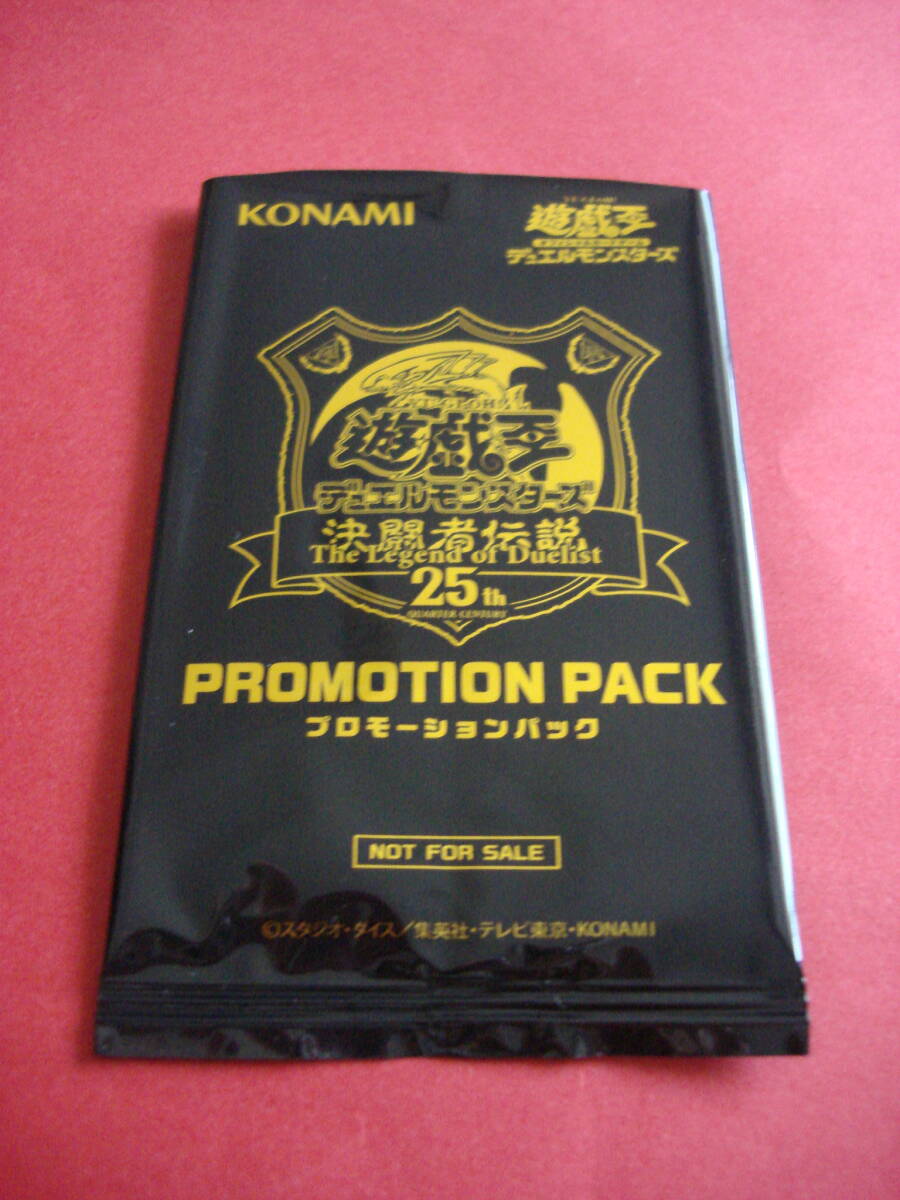 KONAMI
遊戯王
デュエルモンスターズ
遊戯王
デュエルモンスターズ
決闘者伝説
The Legend of Duelist
25th
QUARTER CENTURY
PROMOTION PACK
プロモーションパック
NOT FOR SALE
©スタジオ・ダイス/集英社・テレビ東京・KONAMI